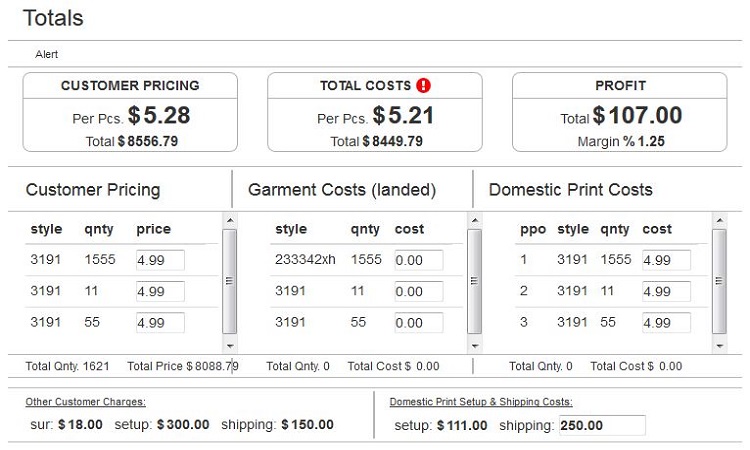 Totals
Alert
CUSTOMER PRICING
Per Pcs. $5.28
Total $8556.79
TOTAL COSTS
Per Pcs. $5.21
Total $8449.79
PROFIT
Total $107.00
Margin % 1.25
Customer Pricing
style qnty price
3191 1555 4.99
3191 11 4.99
3191 55 4.99
Total Qnty. 1621 Total Price $8088.79
Garment Costs (landed)
style qnty cost
233342xh 1555 0.00
3191 11 0.00
3191 55 0.00
Total Qnty. 0 Total Cost $ 0.00
Domestic Print Costs
ppo style qnty cost
1 3191 1555 4.99
2 3191 11 4.99
3 3191 55 4.99
Total Qnty. 0 Total Cost $ 0.00
Other Customer Charges:
sur: $18.00 setup: $300.00 shipping: $150.00
Domestic Print Setup & Shipping Costs:
setup: $111.00 shipping: 250.00